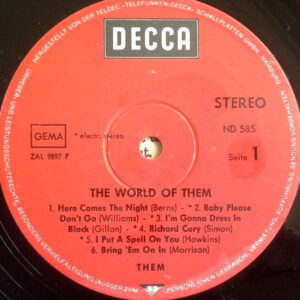 HERGESTELLT VON DER TELDEC »TELEFUNKEN-DECCA« SCHALLPLATTEN GMBH · HAMBURG
DECCA
STEREO
ND 585
GEMA
* electr. stereo
ZAL 9897 P
Seite 1
THE WORLD OF THEM
1. Here Comes The Night (Berns) - *2. Baby Please
Don't Go (Williams) - *3. I'm Gonna Dress In
Black (Gillon) - *4. Richard Cory (Simon)
*5. I Put A Spell On You (Hawkins)
6. Bring 'Em On In (Morrison)
THEM